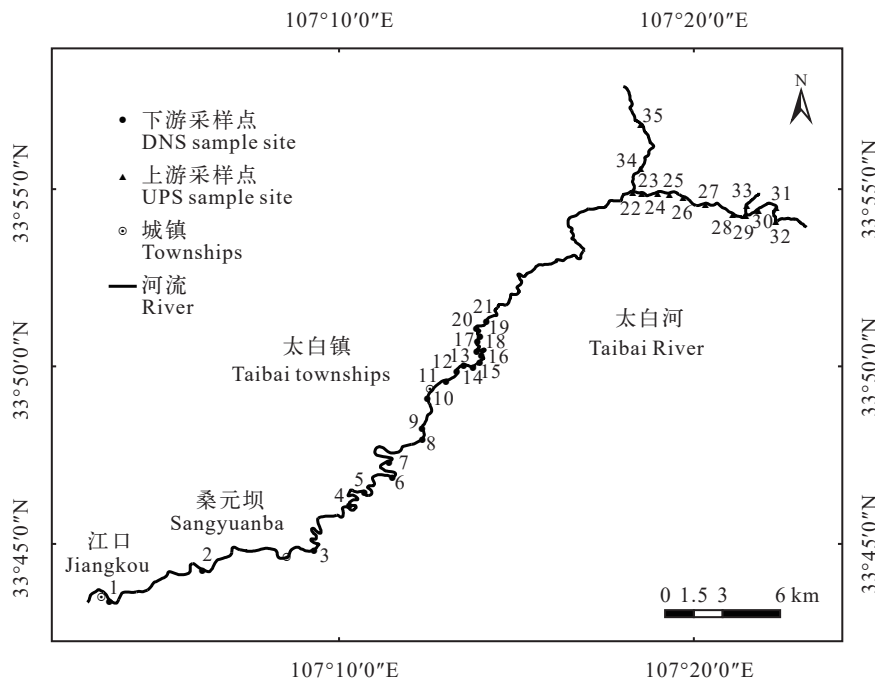 107°10′0″E
107°20′0″E
N
下游采样点
DNS sample site
上游采样点
UPS sample site
城镇
Townships
河流
River
35
34
23
25
27
33
31
22
24
26
28
29
30
32
33°55′0″N
33°55′0″N
太白河
Taibai River
太白镇
Taibai townships
21
20
19
17
18
13
16
12
14
15
11
10
33°50′0″N
33°50′0″N
9
8
7
5
6
4
桑元坝
Sangyuanba
江口
Jiangkou
2
3
1
33°45′0″N
33°45′0″N
0 1.5 3 6 km
107°10′0″E
107°20′0″E